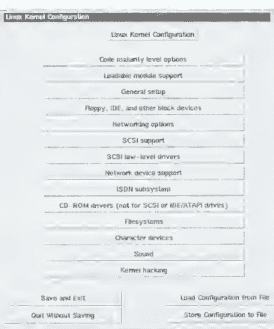 Linux Kernel Configuration
Linux Kernel Configuration
Code maturity level options
Loadable module support
General setup
Floppy, IDE, and other block devices
Networking options
SCSI support
SCSI low-level drivers
Network device support
ISDN subsystem
CD-ROM drivers (not for SCSI or IDE/ATAPI drives)
Filesystems
Character devices
Sound
Kernel hacking
Save and Exit
Load Configuration from File
Quit Without Saving
Store Configuration to File